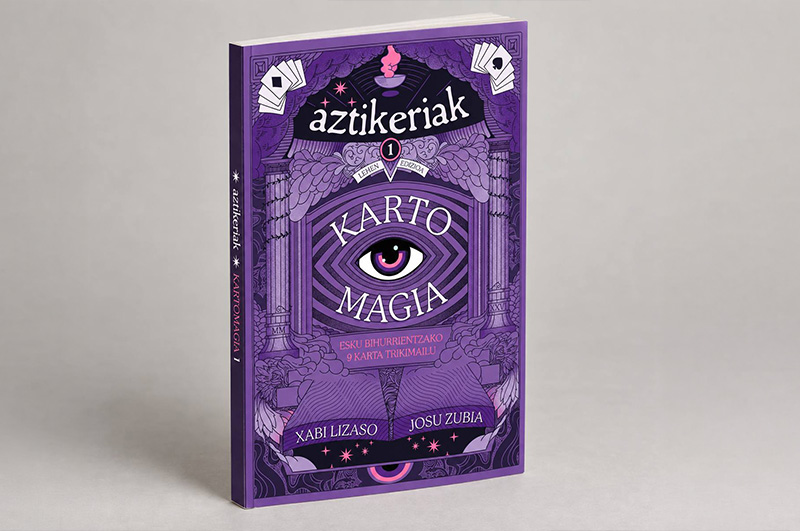 aztikeriak
1
LEHEN EDIZIOA
KARTO
MAGIA
ESKU BIHURRIENTZAKO
9 KARTA TRIKIMAILU
XABI LIZASO
JOSU ZUBIA
aztikeriak KARTOMAGIA 1